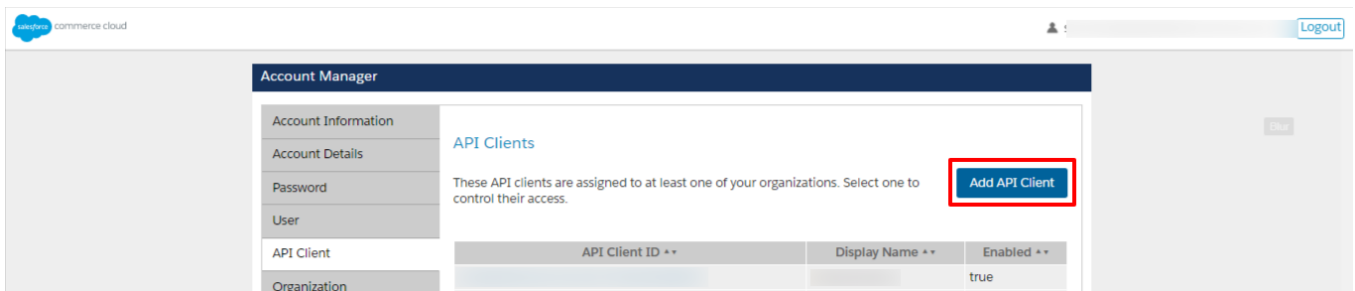 salesforce commerce cloud
Logout
Account Manager
Account Information
Account Details
Password
User
API Client
Organization
API Clients
These API clients are assigned to at least one of your organizations. Select one to
control their access.
Add API Client
API Client ID
Display Name
Enabled
true